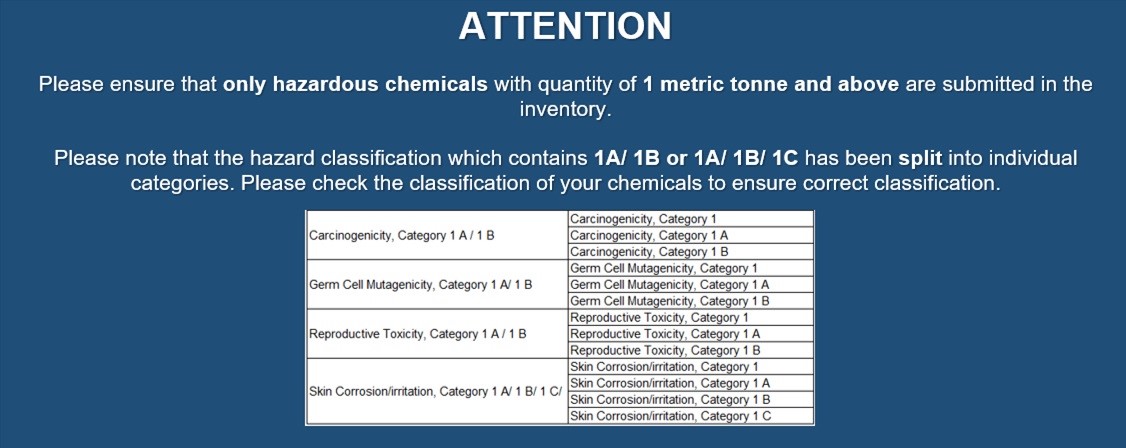 ATTENTION
Please ensure that only hazardous chemicals with quantity of 1 metric tonne and above are submitted in the
inventory.
Please note that the hazard classification which contains 1A/ 1B or 1A/ 1B/ 1C has been split into individual
categories. Please check the classification of your chemicals to ensure correct classification.
Carcinogenicity, Category 1 A / 1 B
Carcinogenicity, Category 1
Carcinogenicity, Category 1 A
Carcinogenicity, Category 1 B
Germ Cell Mutagenicity, Category 1 A/ 1 B
Germ Cell Mutagenicity, Category 1
Germ Cell Mutagenicity, Category 1 A
Germ Cell Mutagenicity, Category 1 B
Reproductive Toxicity, Category 1 A / 1 B
Reproductive Toxicity, Category 1
Reproductive Toxicity, Category 1 A
Reproductive Toxicity, Category 1 B
Skin Corrosion/irritation, Category 1 A/ 1 B/ 1 C/
Skin Corrosion/irritation, Category 1
Skin Corrosion/irritation, Category 1 A
Skin Corrosion/irritation, Category 1 B
Skin Corrosion/irritation, Category 1 C